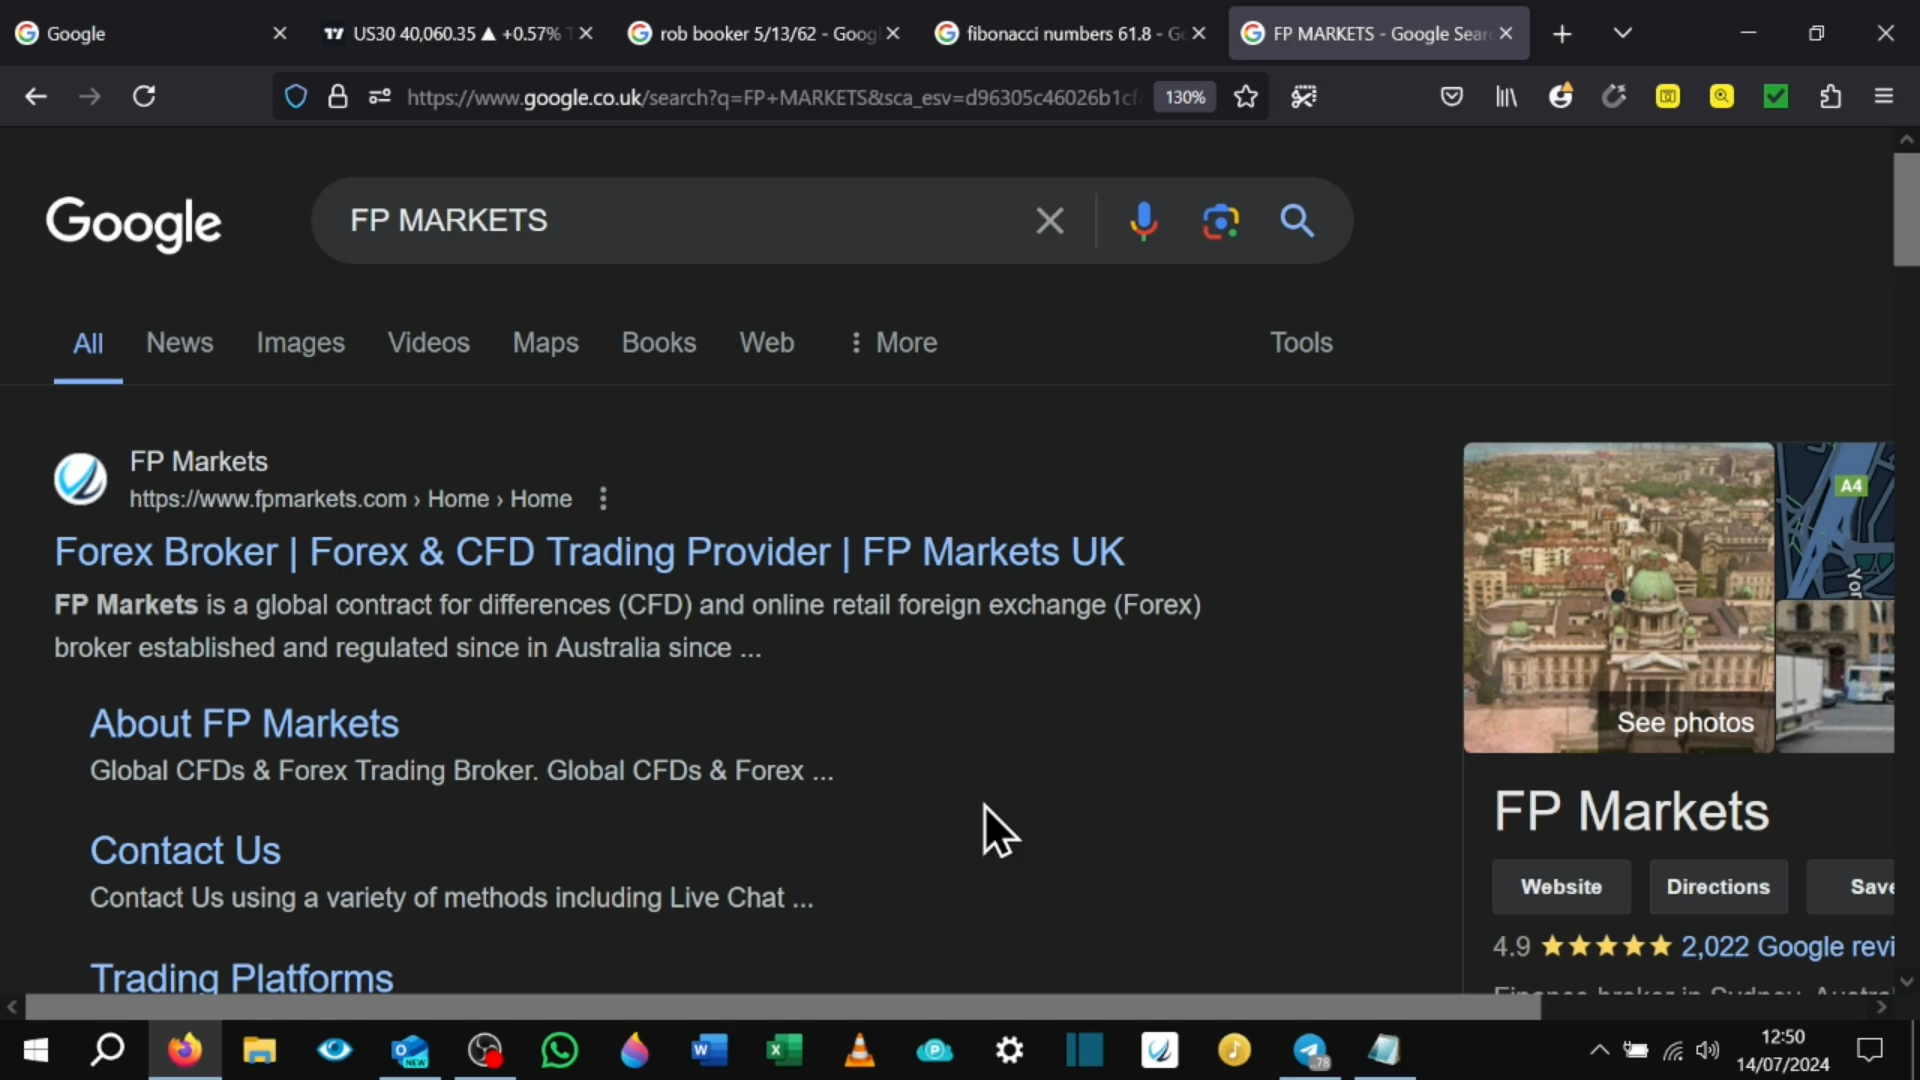 Google
US30 40,060.35 ▲ +0.57% T
rob booker 5/13/62 - Goog
fibonacci numbers 61.8 - G
FP MARKETS - Google Sear
https://www.google.co.uk/search?q=FP+MARKETS&sca_esv=d96305c46026b1cf
130%
Google
FP MARKETS
All
News
Images
Videos
Maps
Books
Web
More
Tools
FP Markets
https://www.fpmarkets.com › Home › Home
Forex Broker | Forex & CFD Trading Provider | FP Markets UK
FP Markets is a global contract for differences (CFD) and online retail foreign exchange (Forex)
broker established and regulated since in Australia since ...
About FP Markets
Global CFDs & Forex Trading Broker. Global CFDs & Forex ...
Contact Us
Contact Us using a variety of methods including Live Chat ...
Trading Platforms
A4
Yor
See photos
FP Markets
Website
Directions
Save
4.9
2,022 Google revi
NEW
78
12:50
14/07/2024